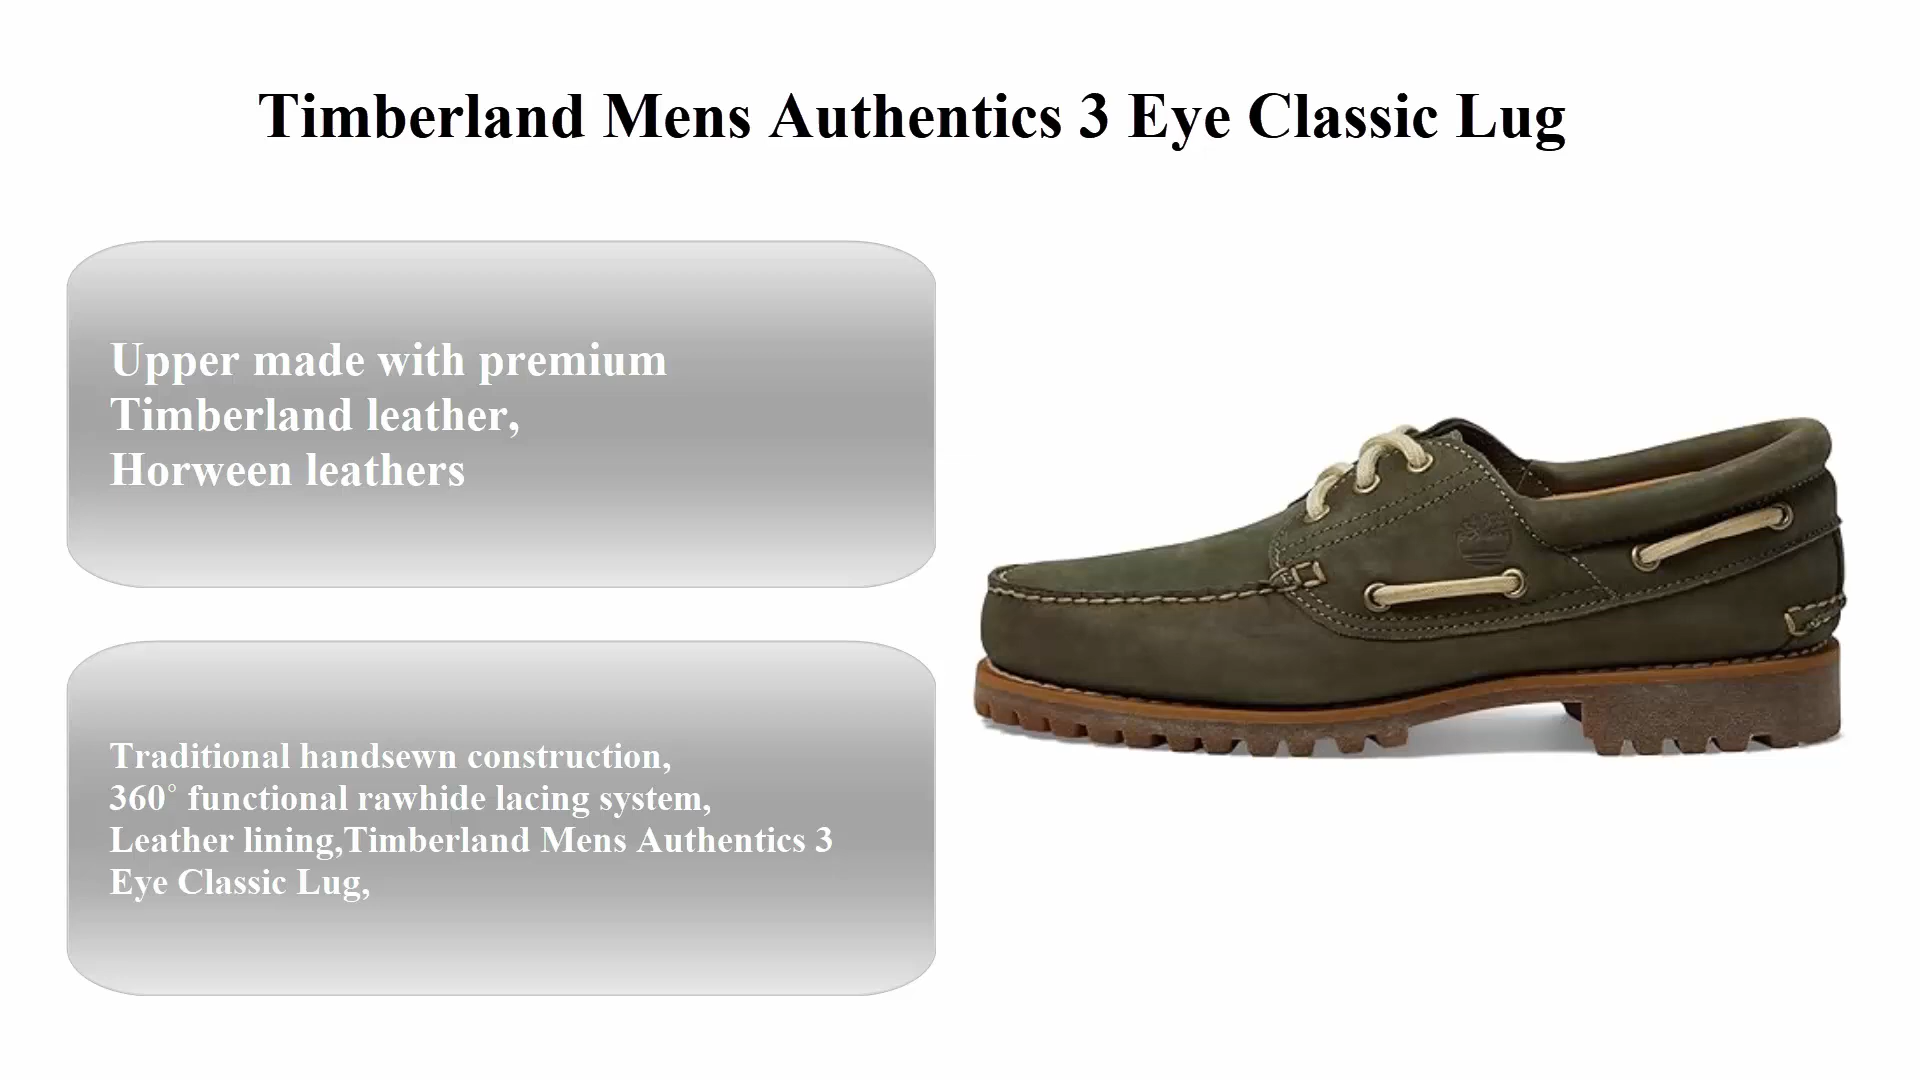 Timberland Mens Authentics 3 Eye Classic Lug
Upper made with premium
Timberland leather,
Horween leathers
Traditional handsewn construction,
360° functional rawhide lacing system,
Leather lining,Timberland Mens Authentics 3
Eye Classic Lug,